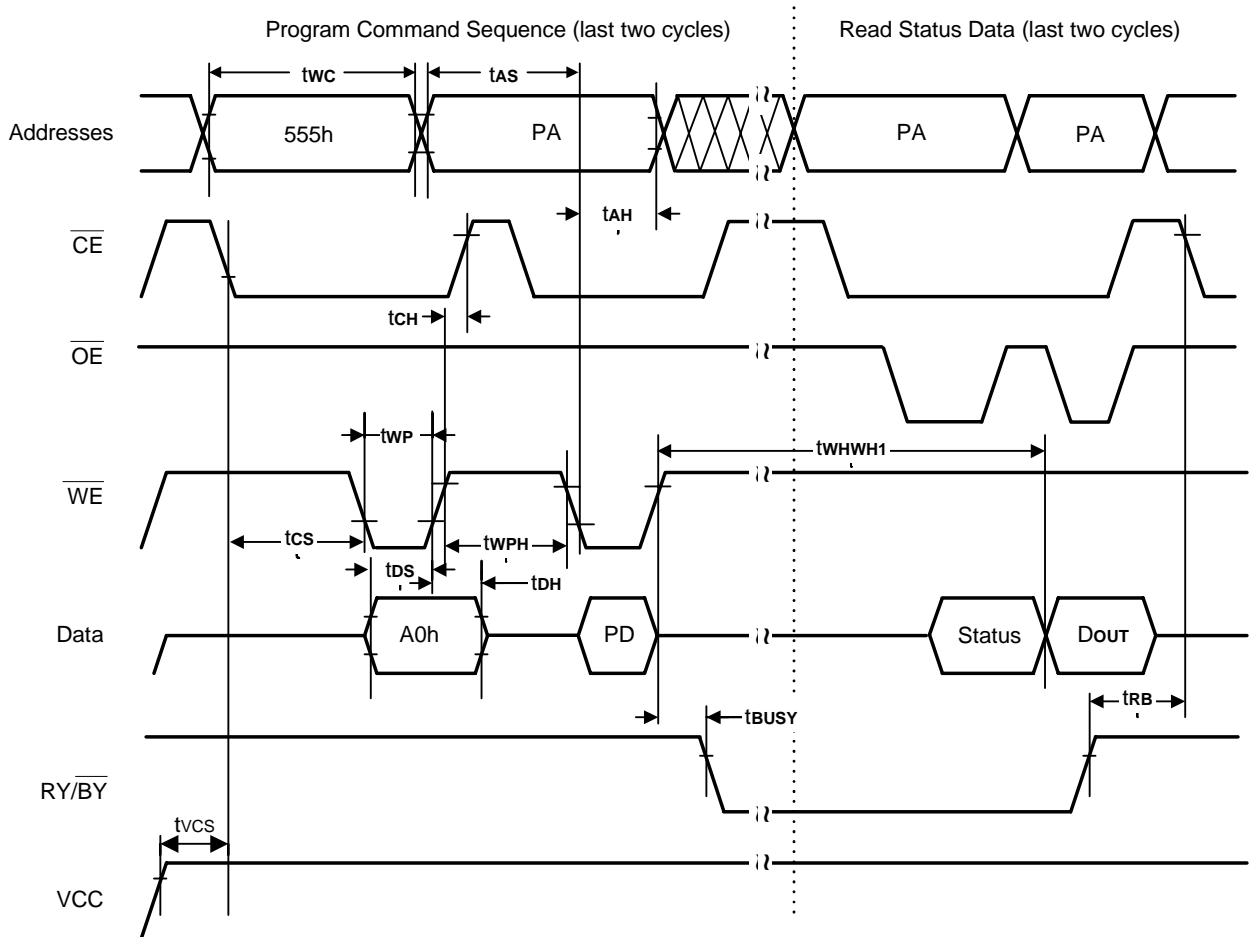 Program Command Sequence (last two cycles)
Read Status Data (last two cycles)
tWC
tAS
Addresses
555h
PA
PA
PA
tAH
CE
tCH
OE
tWP
tWHWH1
WE
tCS
tWPH
tDS
tDH
Data
A0h
PD
Status
DOUT
tBUSY
tRB
RY/BY
tVCS
VCC